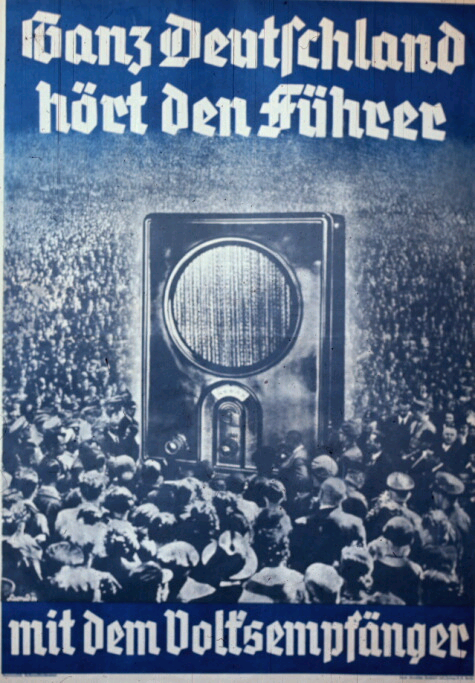 Ganz Deutschland
hört den Führer
mit dem Volksempfänger